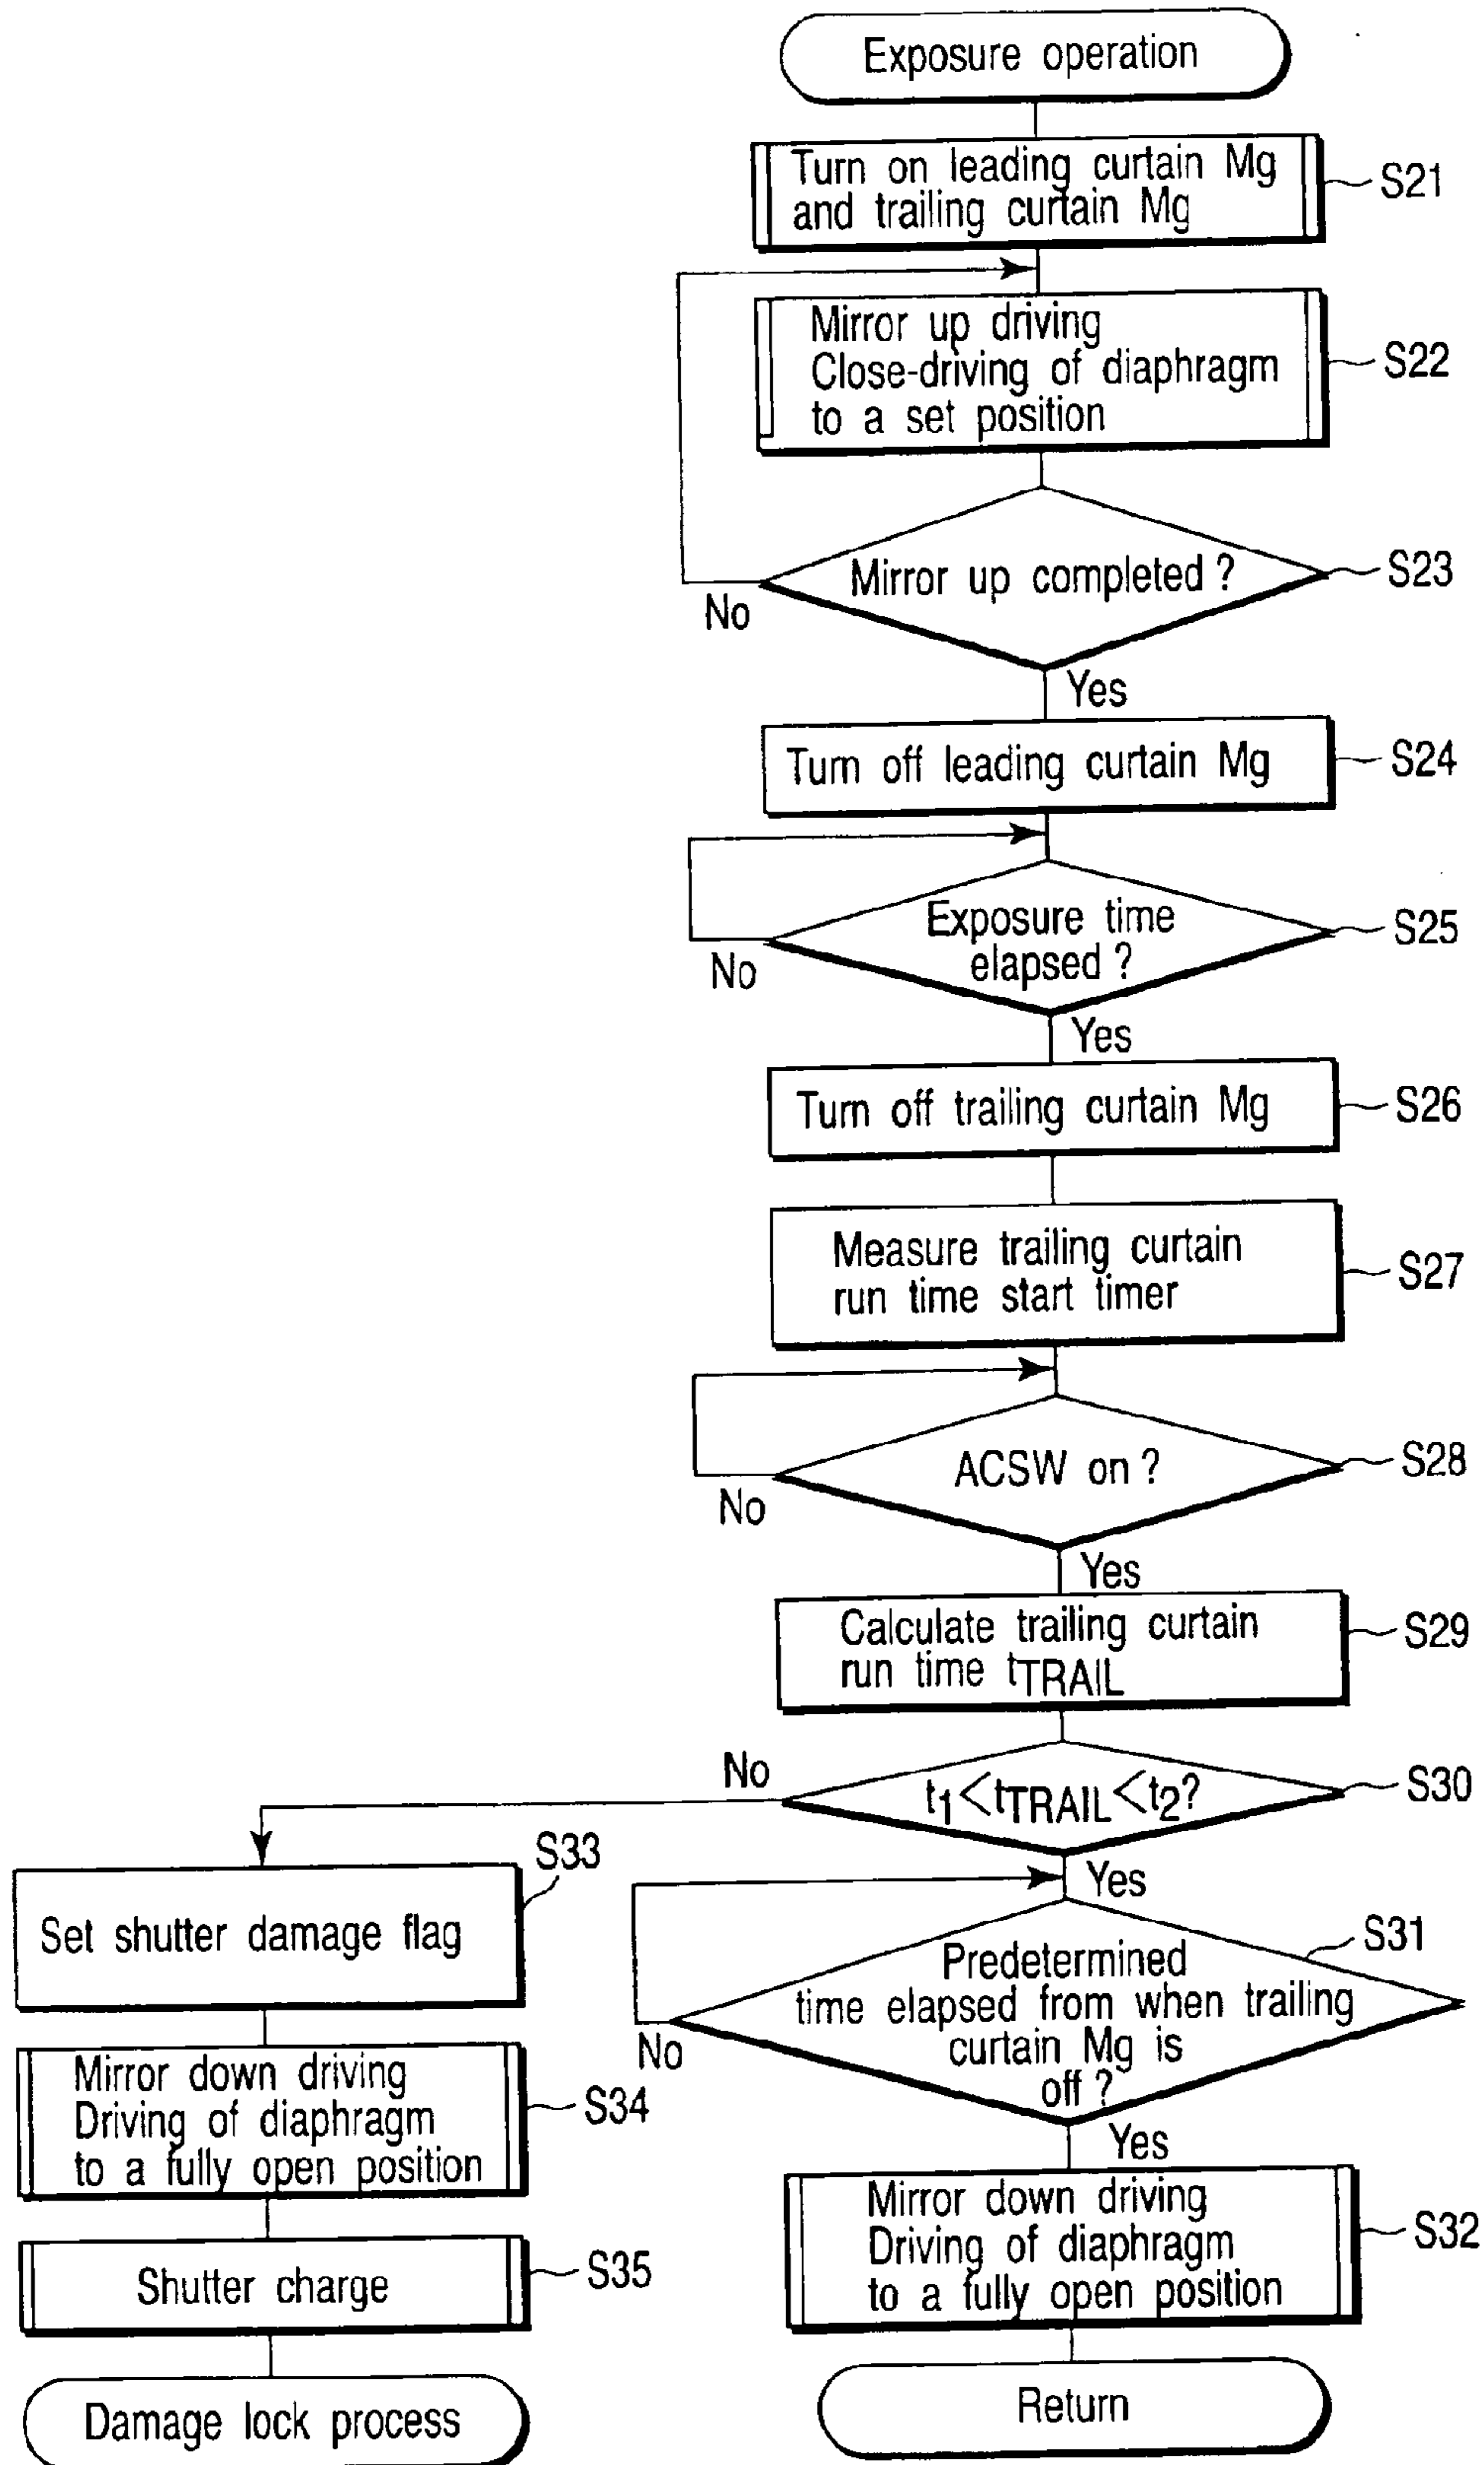 Exposure operation
Turn on leading curtain Mg
and trailing curtain Mg
S21
Mirror up driving
Close-driving of diaphragm
to a set position
S22
Mirror up completed ?
S23
No
Yes
Turn off leading curtain Mg
S24
Exposure time
elapsed ?
S25
No
Yes
Turn off trailing curtain Mg
S26
Measure trailing curtain
run time start timer
S27
ACSW on ?
S28
No
Yes
Calculate trailing curtain
run time tTRAIL
S29
t1<tTRAIL<t2?
S30
No
Yes
Predetermined
time elapsed from when trailing
curtain Mg is
off ?
S31
No
Yes
Mirror down driving
Driving of diaphragm
to a fully open position
S32
Return
Set shutter damage flag
S33
Mirror down driving
Driving of diaphragm
to a fully open position
S34
Shutter charge
S35
Damage lock process